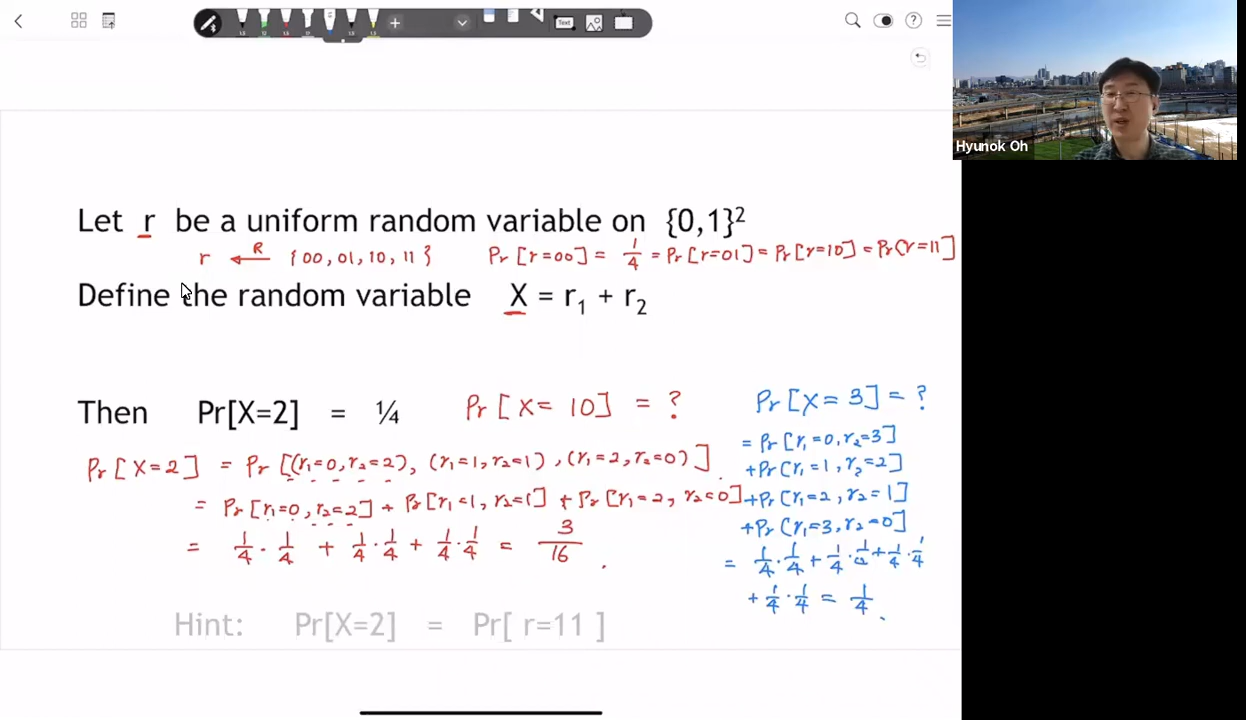 Text
Hyunok Oh
Let r be a uniform random variable on {0,1}²
r ←R {00, 01, 10, 11} Pr[r=00] = 1/4 = Pr[r=01] = Pr[r=10] = Pr[r=11]
Define the random variable X = r₁ + r₂
Then Pr[X=2] = ¼
Pr[X=10] = ?
Pr[X=2] = Pr[(r₁=0, r₂=2), (r₁=1, r₂=1), (r₁=2, r₂=0)]
= Pr[r₁=0, r₂=2] + Pr[r₁=1, r₂=1] + Pr[r₁=2, r₂=0]
= 1/4 · 1/4 + 1/4 · 1/4 + 1/4 · 1/4 = 3/16 .
Pr[X=3] = ?
= Pr[r₁=0, r₂=3]
+ Pr[r₁=1, r₂=2]
+ Pr[r₁=2, r₂=1]
+ Pr[r₁=3, r₂=0]
= 1/4 · 1/4 + 1/4 · 1/4 + 1/4 · 1/4
+ 1/4 · 1/4 = 1/4 .
Hint: Pr[X=2] = Pr[ r=11 ]